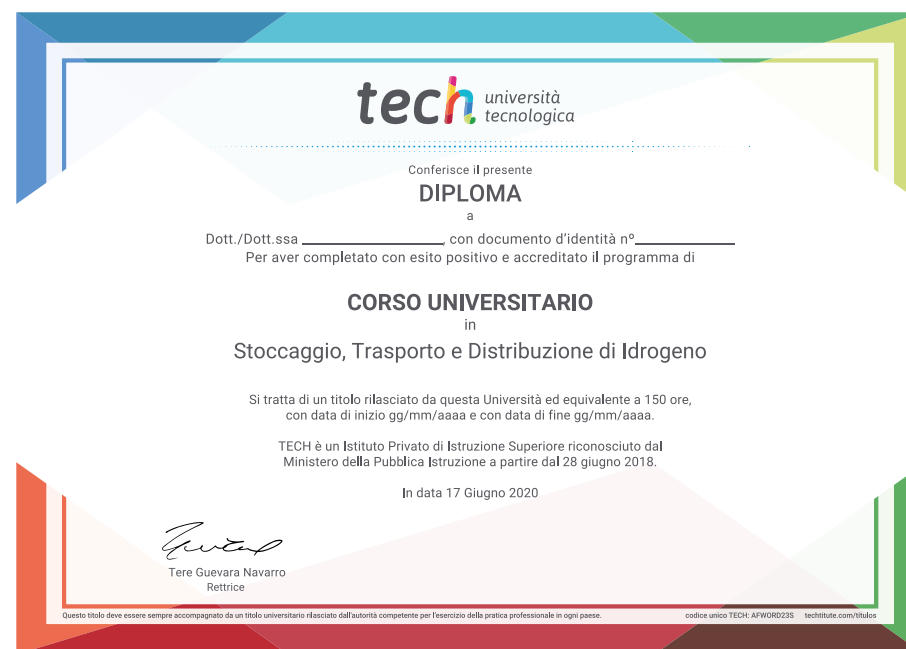 tech università
tecnologica
Conferisce il presente
DIPLOMA
a
Dott./Dott.ssa ____________________, con documento d'identità nº______________
Per aver completato con esito positivo e accreditato il programma di
CORSO UNIVERSITARIO
in
Stoccaggio, Trasporto e Distribuzione di Idrogeno
Si tratta di un titolo rilasciato da questa Università ed equivalente a 150 ore,
con data di inizio gg/mm/aaaa e con data di fine gg/mm/aaaa.
TECH è un Istituto Privato di Istruzione Superiore riconosciuto dal
Ministero della Pubblica Istruzione a partire dal 28 giugno 2018.
In data 17 Giugno 2020
Tere Guevara Navarro
Rettrice
Questo titolo deve essere sempre accompagnato da un titolo universitario rilasciato dall'autorità competente per l'esercizio della pratica professionale in ogni paese. codice unico TECH: AFWORD23S techtitute.com/titulos